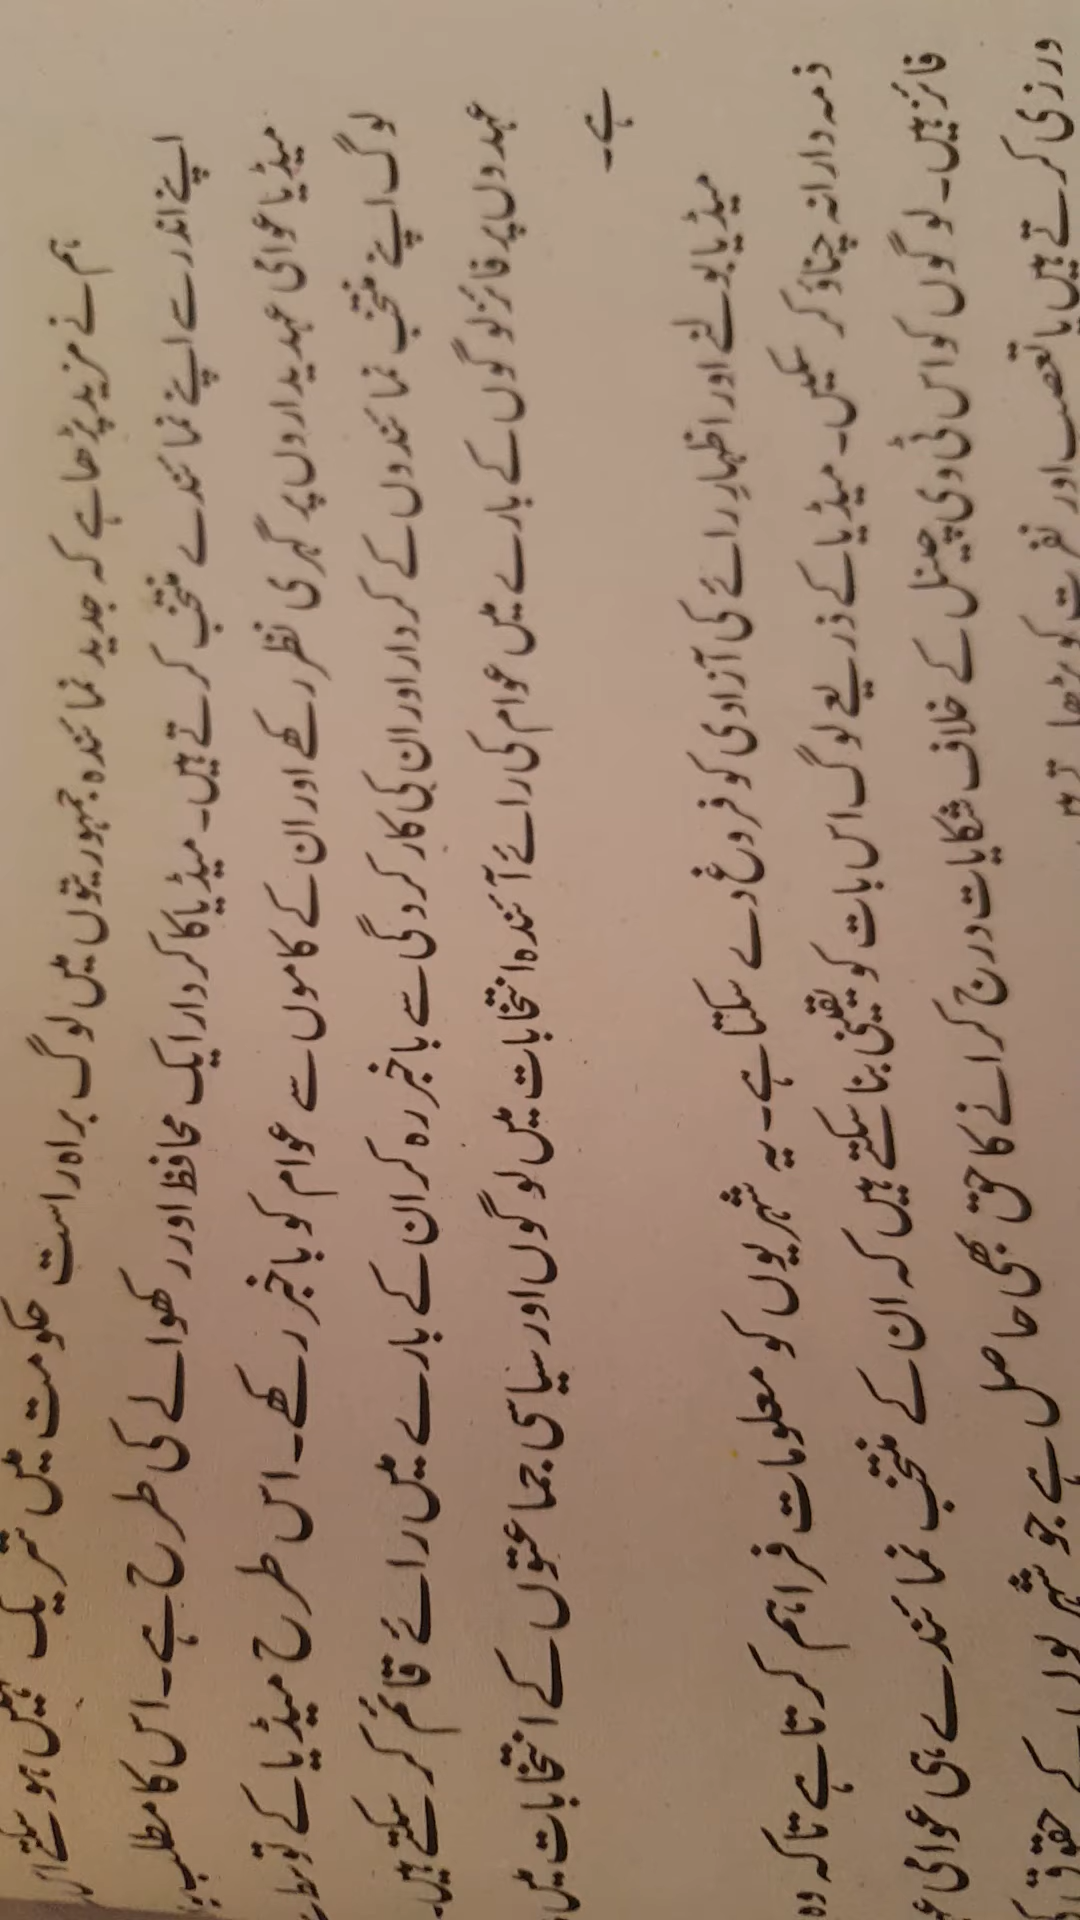 ہم نے مزید پڑھا ہے کہ جدید نمائندہ جمہوریتوں میں لوگ براہ راست حکومت میں شریک نہیں ہو سکتے
اپنے اندر سے اپنے نمائندے منتخب کرتے ہیں۔ میڈیا کا کردار ایک محافظ اور رکھوالے کی طرح ہے۔ اس کا مطلب
میڈیا عوامی عہدیداروں پر گہری نظر رکھے اور ان کے کاموں سے عوام کو باخبر رکھے۔ اس طرح میڈیا کے توسط
لوگ اپنے منتخب نمائندوں کے کردار اور ان کی کارکردگی سے باخبر رہ کر ان کے بارے میں رائے قائم کر سکتے ہیں۔
عہدوں پر فائز لوگوں کے بارے میں عوام کی رائے آئندہ انتخابات میں لوگوں اور سیاسی جماعتوں کے انتخابات میں
ہے۔
میڈیا بولنے اور اظہارِ رائے کی آزادی کو فروغ دے سکتا ہے۔ یہ شہریوں کو معلومات فراہم کرتا ہے تاکہ وہ
ذمہ دارانہ چناؤ کر سکیں۔ میڈیا کے ذریعے لوگ اس بات کو یقینی بنا سکتے ہیں کہ ان کے منتخب نمائندے ہی عوامی
فائز ہیں۔ لوگوں کو اس ٹی وی چینل کے خلاف شکایات درج کرانے کا حق بھی حاصل ہے جو شہر کے حقوق
ورزی کرتے ہیں یا تعصب اور نفرت کو